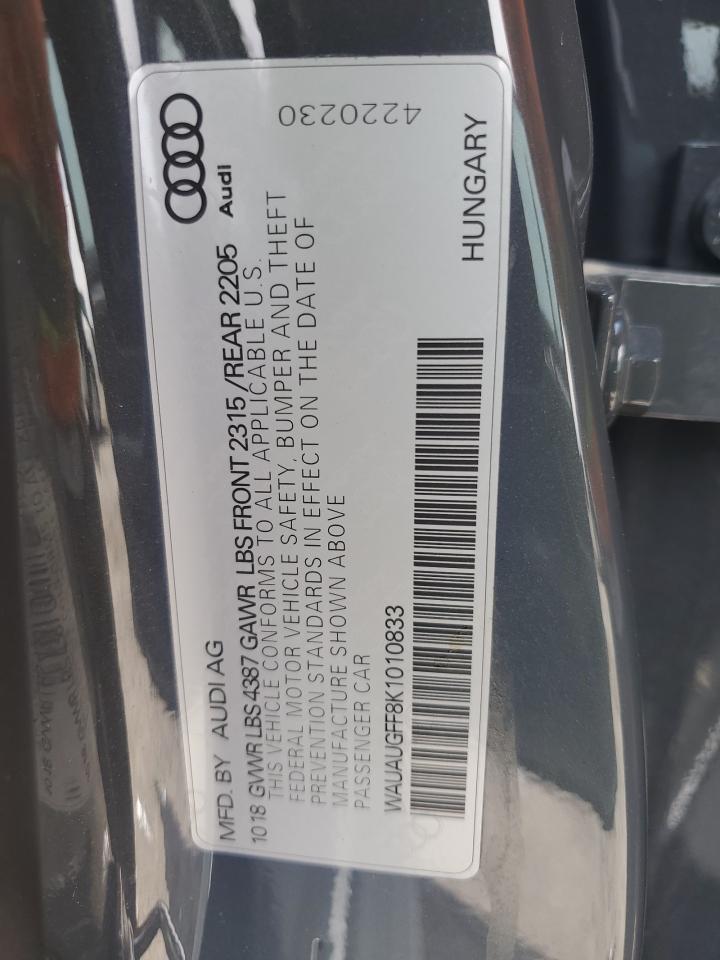 MFD. BY AUDI AG
Audi
10 18 GVWR LBS 4387 GAWR LBS FRONT 2315 /REAR 2205
THIS VEHICLE CONFORMS TO ALL APPLICABLE U.S.
FEDERAL MOTOR VEHICLE SAFETY, BUMPER AND THEFT
PREVENTION STANDARDS IN EFFECT ON THE DATE OF
MANUFACTURE SHOWN ABOVE
PASSENGER CAR
4220230
WAUAUGFF8K1010833
HUNGARY